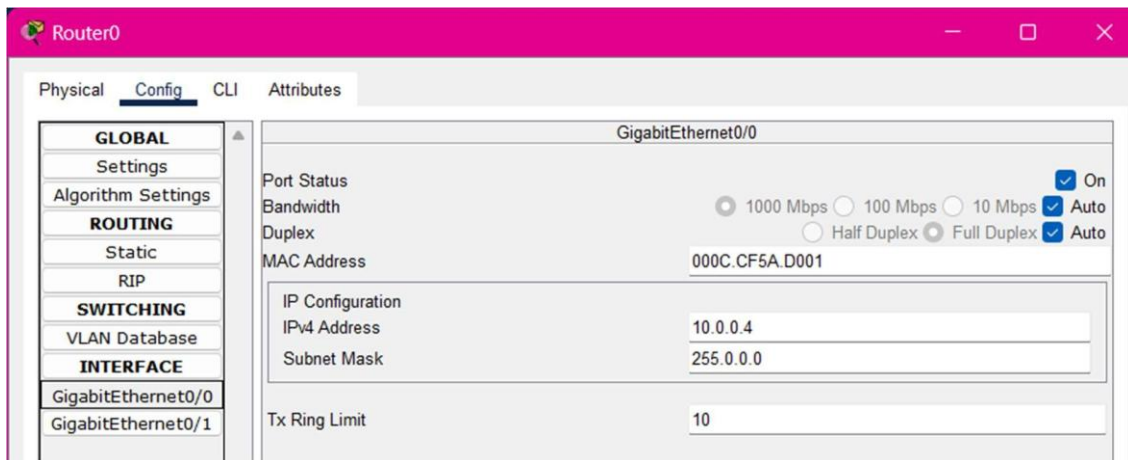 Router0
Physical Config CLI Attributes
GLOBAL
Settings
Algorithm Settings
ROUTING
Static
RIP
SWITCHING
VLAN Database
INTERFACE
GigabitEthernet0/0
GigabitEthernet0/1
GigabitEthernet0/0
Port Status On
Bandwidth 1000 Mbps 100 Mbps 10 Mbps Auto
Duplex Half Duplex Full Duplex Auto
MAC Address 000C.CF5A.D001
IP Configuration
IPv4 Address 10.0.0.4
Subnet Mask 255.0.0.0
Tx Ring Limit 10